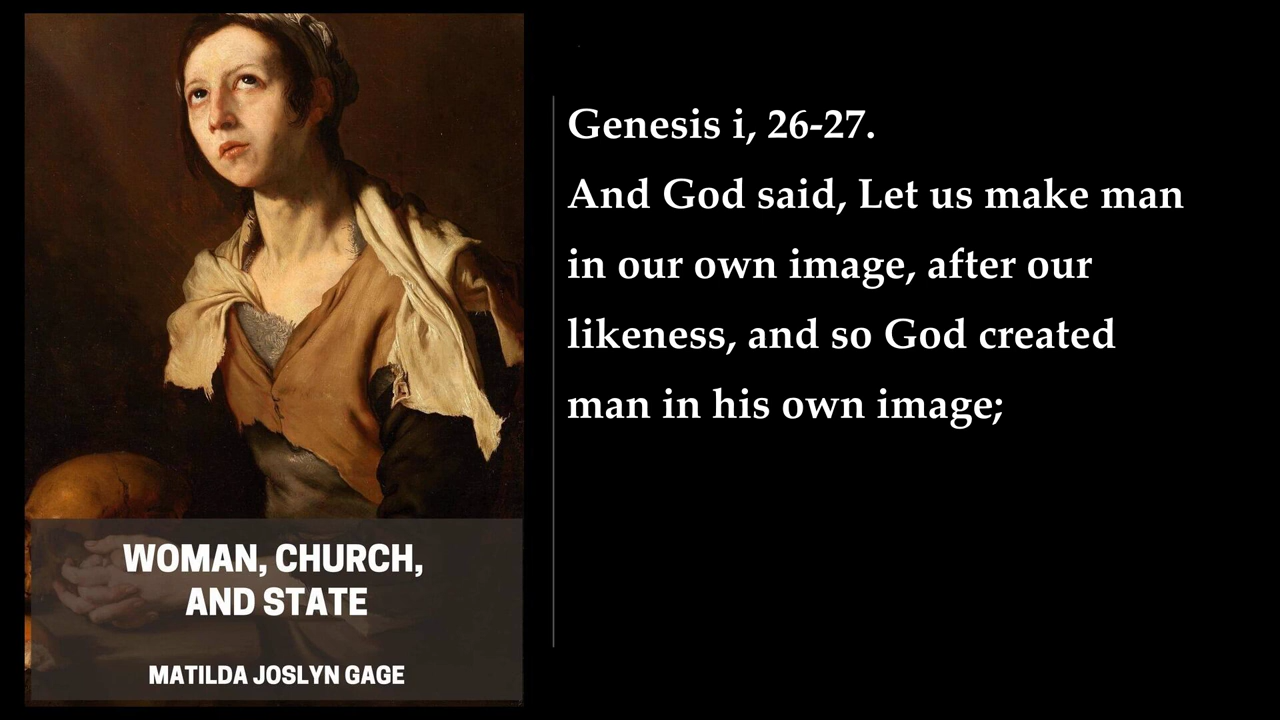 WOMAN, CHURCH,
AND STATE
MATILDA JOSLYN GAGE
Genesis i, 26-27.
And God said, Let us make man
in our own image, after our
likeness, and so God created
man in his own image;